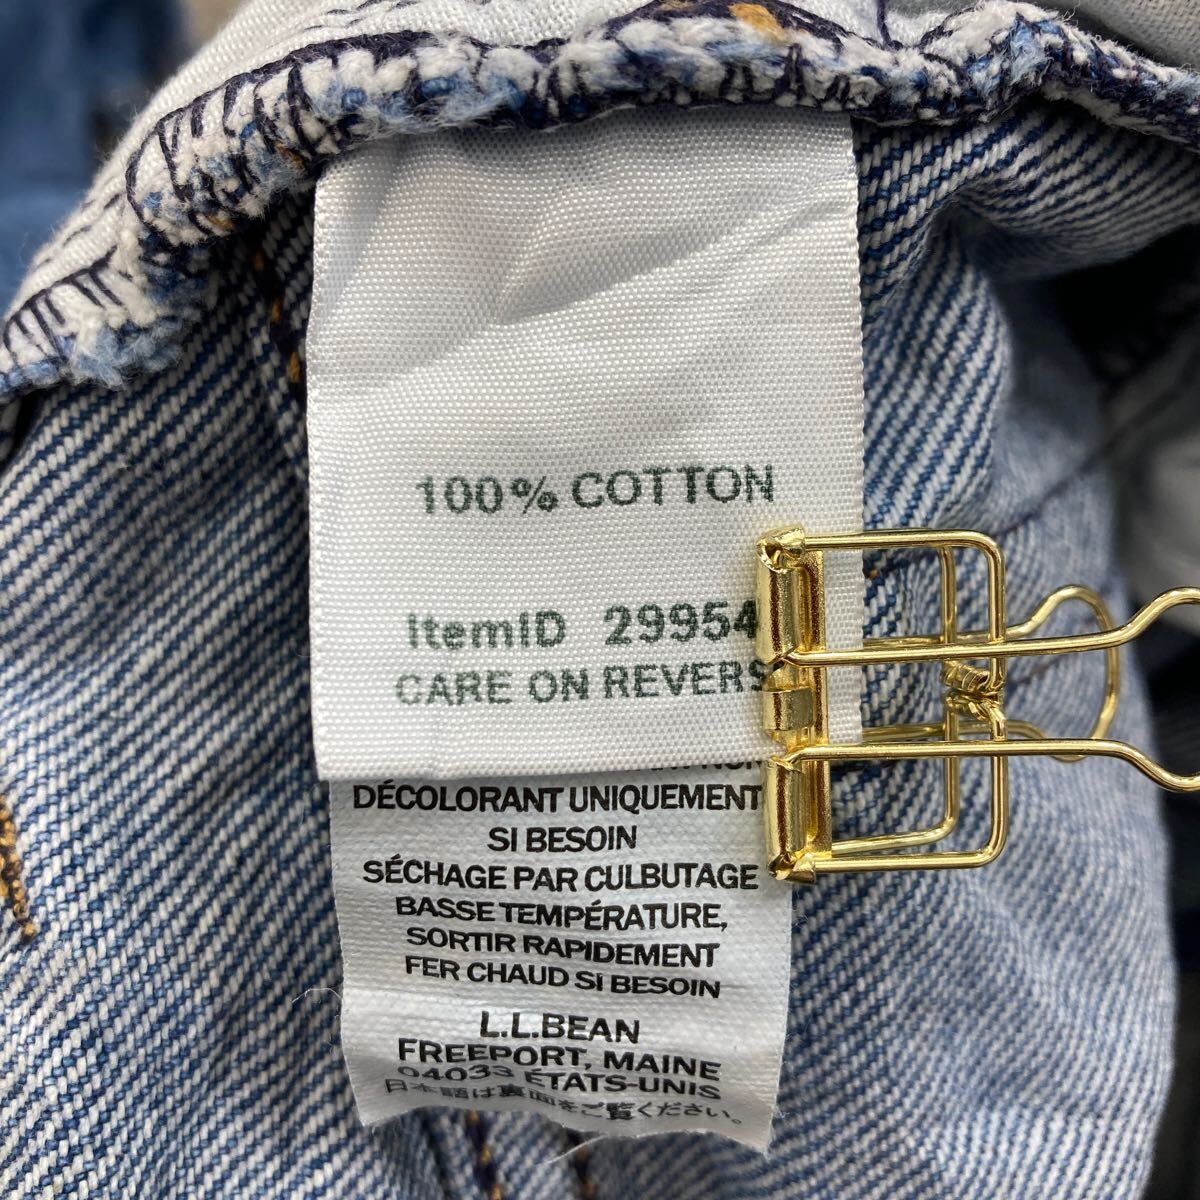 100% COTTON
ItemID 29954
CARE ON REVERS
DÉCOLORANT UNIQUEMENT
SI BESOIN
SÉCHAGE PAR CULBUTAGE
BASSE TEMPÉRATURE,
SORTIR RAPIDEMENT
FER CHAUD SI BESOIN
L.L.BEAN
FREEPORT, MAINE
04033 ÉTATS-UNIS
日本語は裏面をご覧ください。